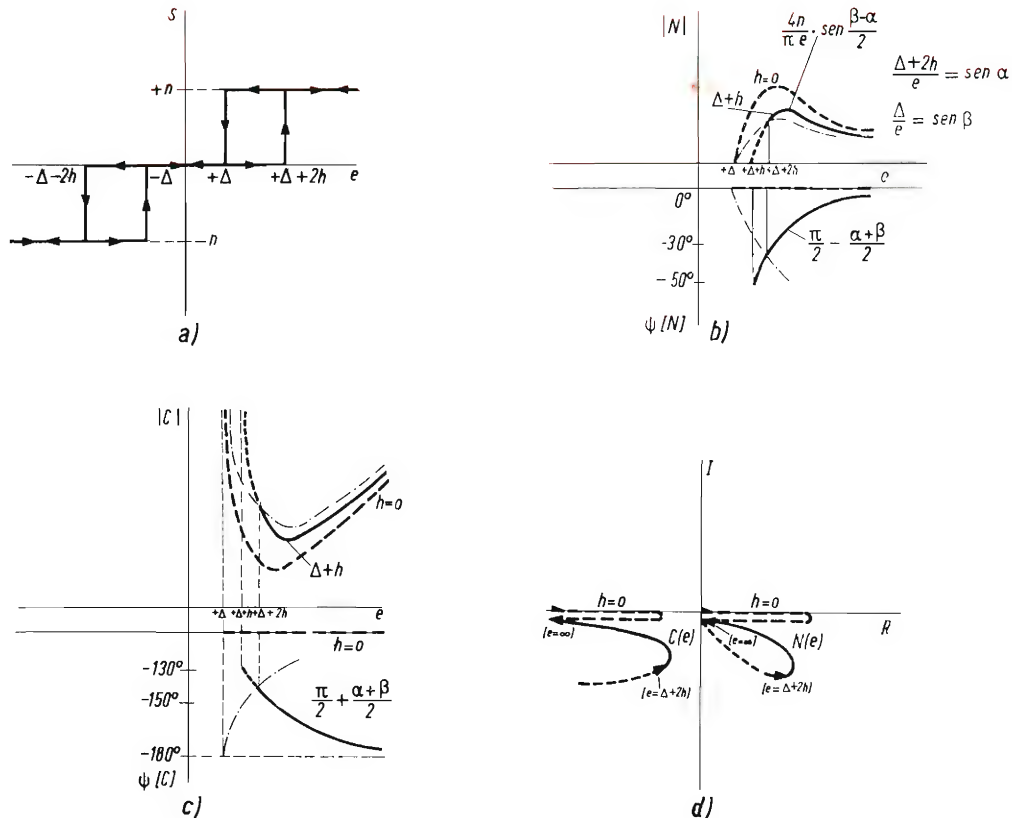 s
+n
-Δ-2h
-Δ
+Δ
+Δ+2h
e
-n
a)
|N|
4n/π e · sen β-α/2
h=0
Δ+h
Δ+2h/e = sen α
Δ/e = sen β
+Δ
+Δ+h
+Δ+2h
e
0°
-30°
-50°
π/2 - α+β/2
ψ [N]
b)
|C|
h=0
Δ+h
+Δ
+Δ+h
+Δ+2h
e
h=0
-130°
-150°
-180°
π/2 + α+β/2
ψ [C]
c)
I
h=0
h=0
R
[e=∞]
C(e)
[e=∞]
N(e)
[e=Δ+2h]
[e=Δ+2h]
d)